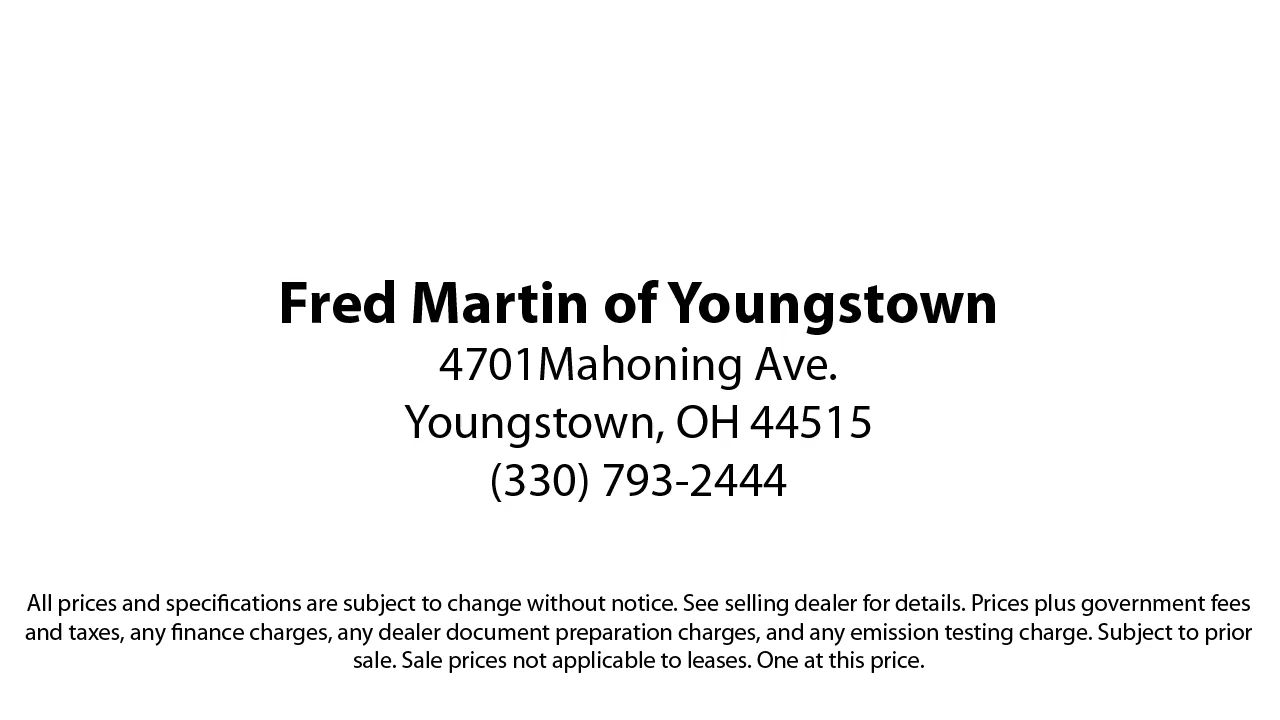 Fred Martin of Youngstown
4701Mahoning Ave.
Youngstown, OH 44515
(330) 793-2444
All prices and specifications are subject to change without notice. See selling dealer for details. Prices plus government fees
and taxes, any finance charges, any dealer document preparation charges, and any emission testing charge. Subject to prior
sale. Sale prices not applicable to leases. One at this price.